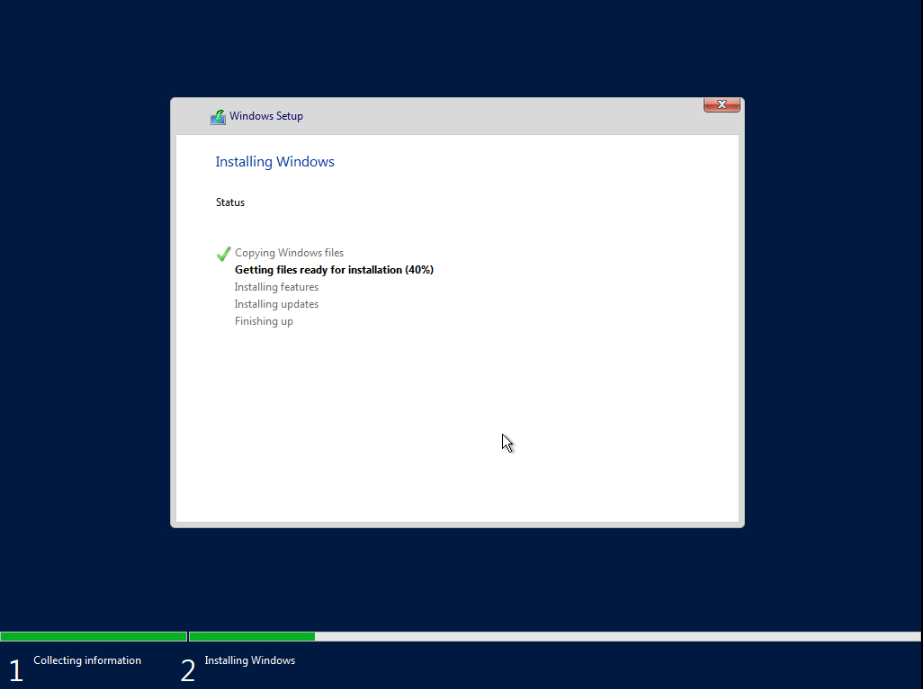 Windows Setup
Installing Windows
Status
Copying Windows files
Getting files ready for installation (40%)
Installing features
Installing updates
Finishing up
1 Collecting information
2 Installing Windows